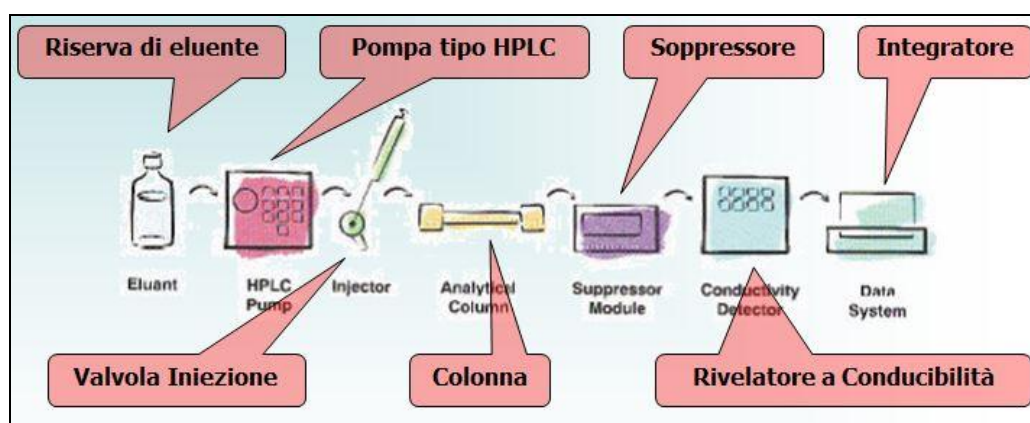 Riserva di eluente
Pompa tipo HPLC
Soppressore
Integratore
Eluant
HPLC
Pump
Injector
Analytical
Column
Suppressor
Module
Conductivity
Detector
Data
System
Valvola Iniezione
Colonna
Rivelatore a Conducibilità